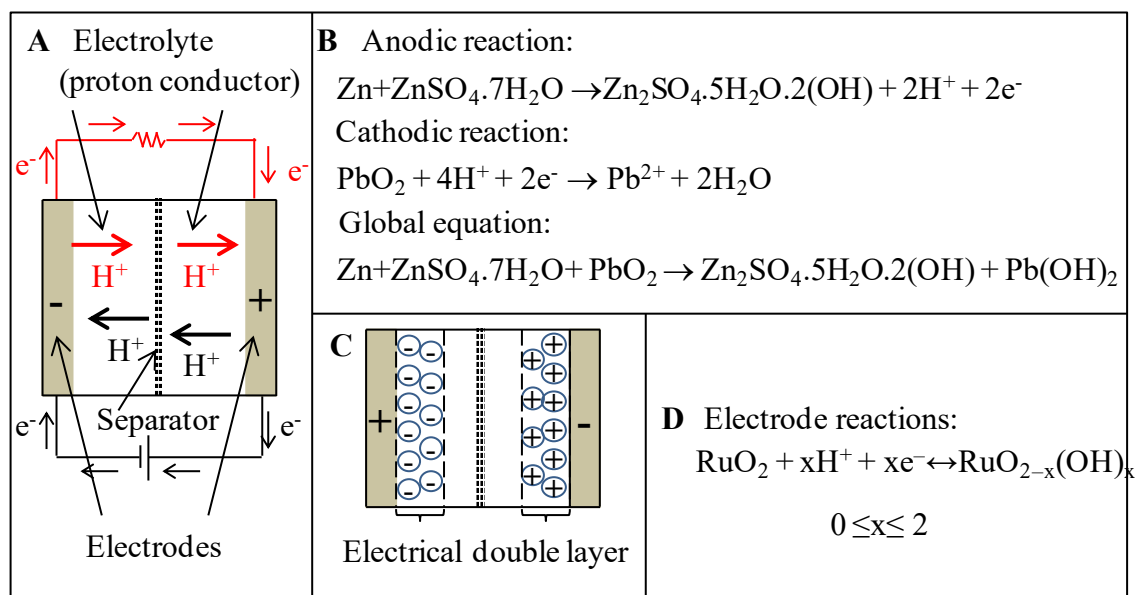 A Electrolyte
(proton conductor)
e⁻
e⁻
H⁺
H⁺
-
+
H⁺
H⁺
e⁻
Separator
e⁻
Electrodes
B Anodic reaction:
Zn+ZnSO₄.7H₂O →Zn₂SO₄.5H₂O.2(OH) + 2H⁺ + 2e⁻
Cathodic reaction:
PbO₂ + 4H⁺ + 2e⁻ → Pb²⁺ + 2H₂O
Global equation:
Zn+ZnSO₄.7H₂O+ PbO₂ → Zn₂SO₄.5H₂O.2(OH) + Pb(OH)₂
C
+
-
- - - - - - - - - - -
+ + + + + + + + + + +
Electrical double layer
D Electrode reactions:
RuO₂ + xH⁺ + xe⁻↔RuO₂₋ₓ(OH)ₓ
0 ≤x≤ 2